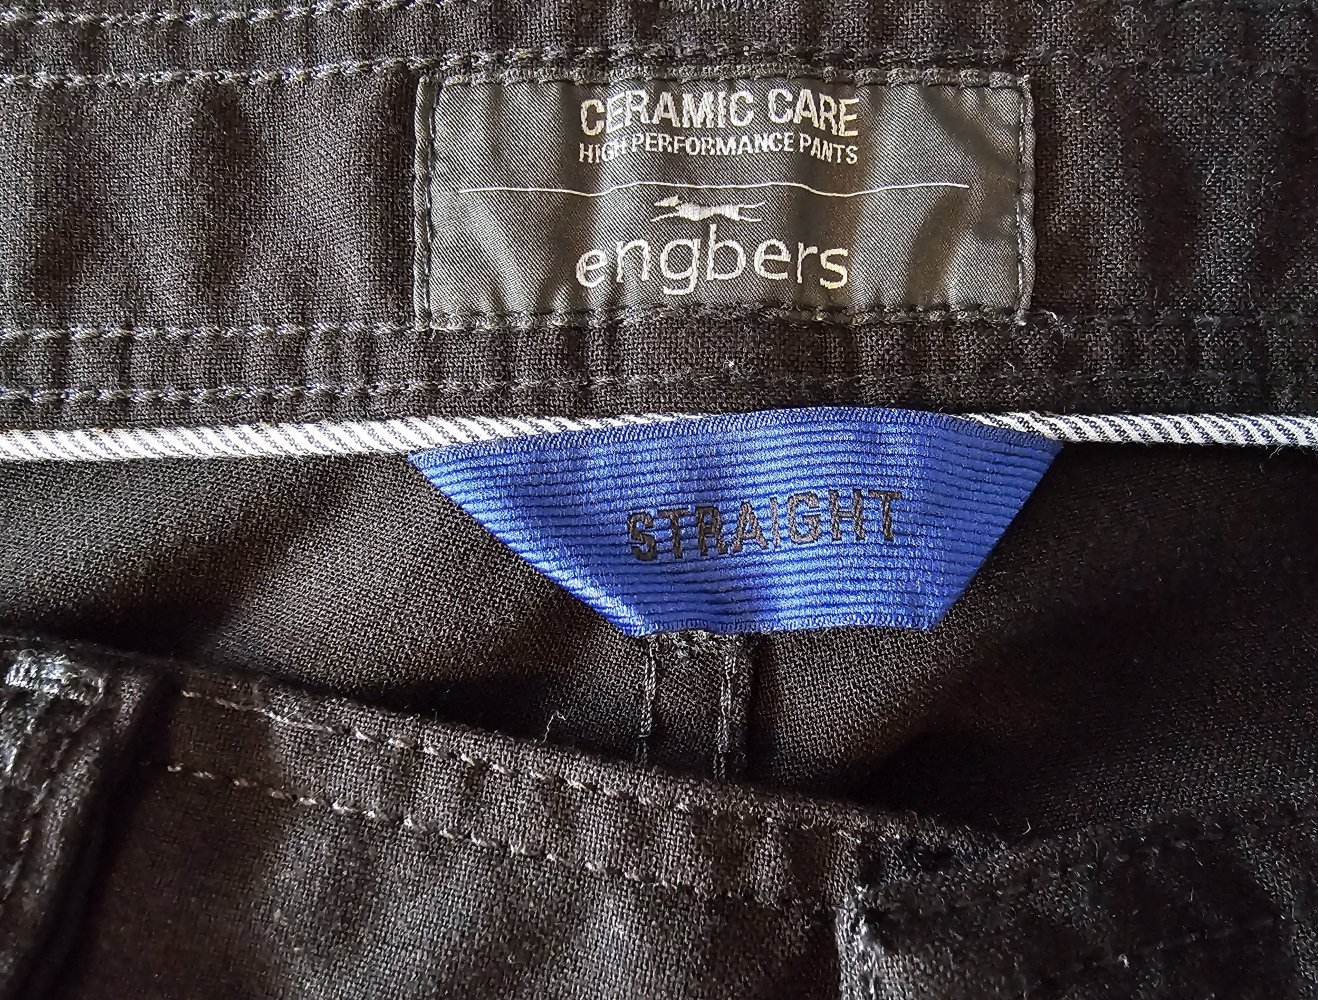 CERAMIC CARE
HIGH PERFORMANCE PANTS
engbers
STRAIGHT